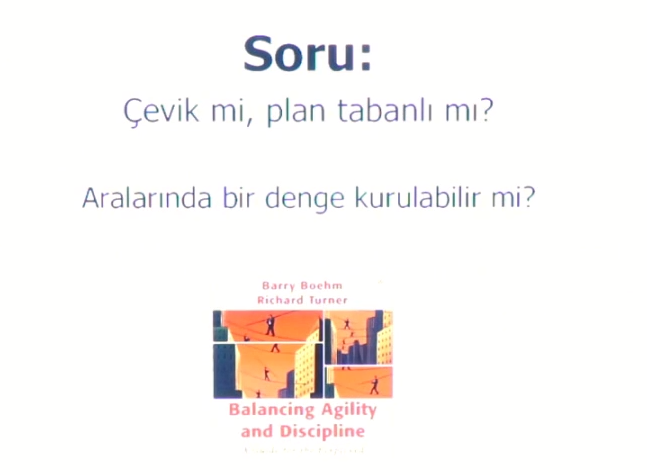 Soru:
Çevik mi, plan tabanlı mı?
Aralarında bir denge kurulabilir mi?
Barry Boehm
Richard Turner
Balancing Agility
and Discipline